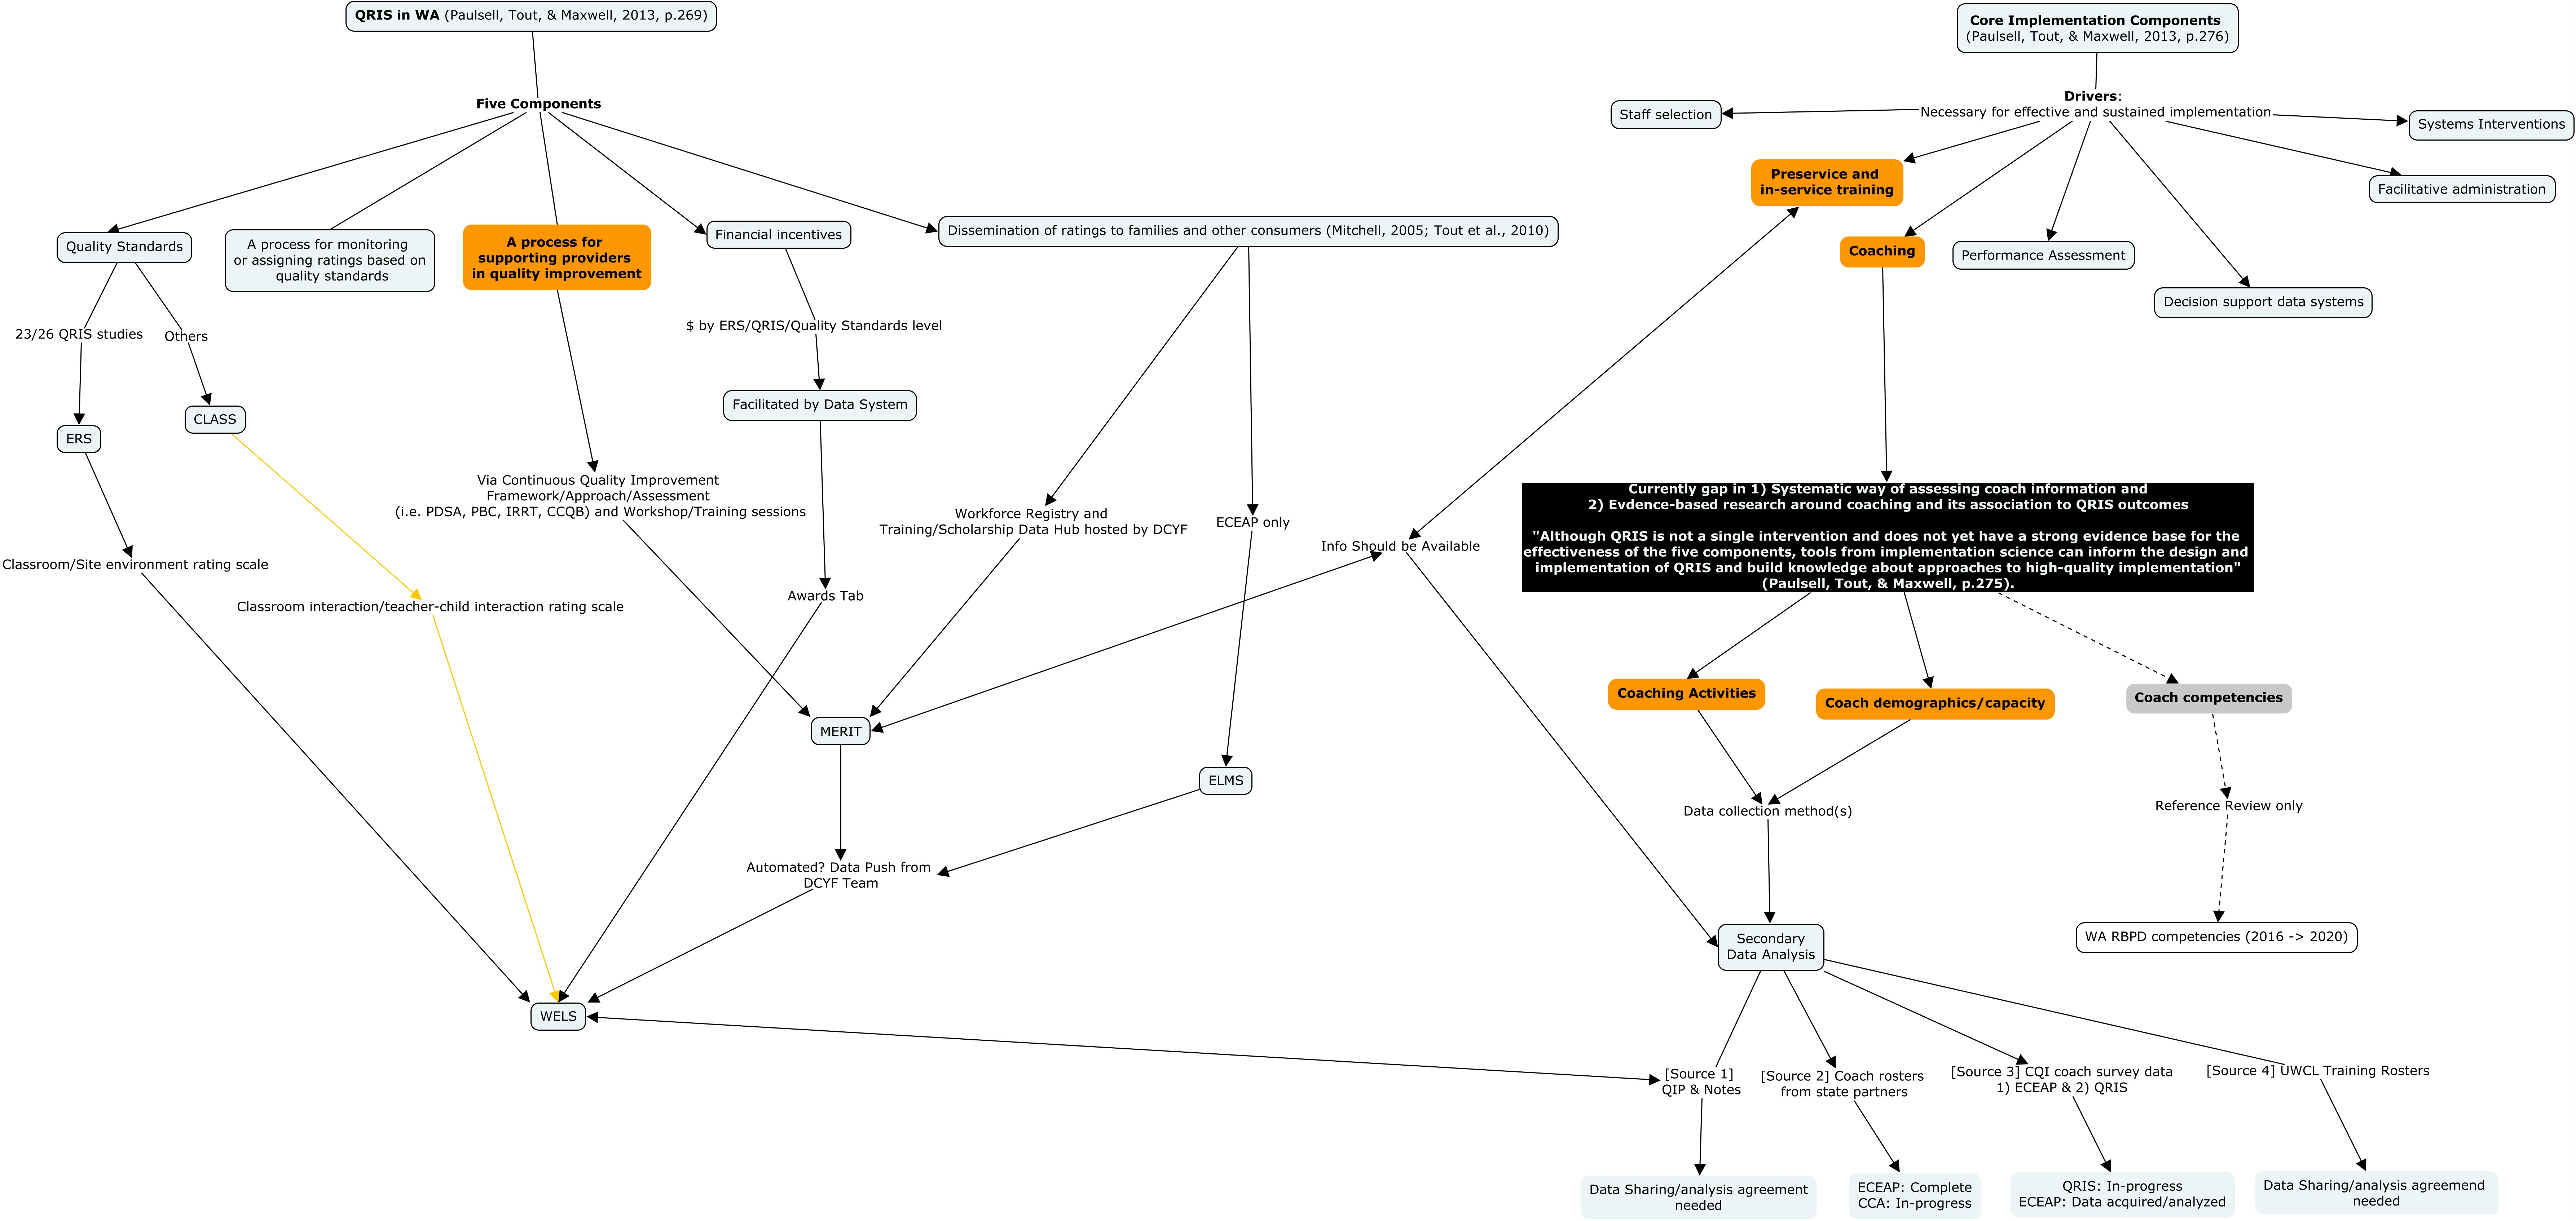 QRIS in WA (Paulsell, Tout, & Maxwell, 2013, p.269)
Five Components
Quality Standards
A process for monitoring
or assigning ratings based on
quality standards
A process for
supporting providers
in quality improvement
Financial incentives
Dissemination of ratings to families and other consumers (Mitchell, 2005; Tout et al., 2010)
23/26 QRIS studies
Others
$ by ERS/QRIS/Quality Standards level
ERS
CLASS
Facilitated by Data System
Via Continuous Quality Improvement
Framework/Approach/Assessment
(i.e. PDSA, PBC, IRRT, CCQB) and Workshop/Training sessions
Workforce Registry and
Training/Scholarship Data Hub hosted by DCYF
ECEAP only
Classroom/Site environment rating scale
Classroom interaction/teacher-child interaction rating scale
Awards Tab
MERIT
ELMS
Automated? Data Push from
DCYF Team
WELS
Core Implementation Components
(Paulsell, Tout, & Maxwell, 2013, p.276)
Drivers:
Necessary for effective and sustained implementation
Staff selection
Preservice and
in-service training
Coaching
Performance Assessment
Decision support data systems
Facilitative administration
Systems Interventions
Info Should be Available
Currently gap in 1) Systematic way of assessing coach information and
2) Evdence-based research around coaching and its association to QRIS outcomes
"Although QRIS is not a single intervention and does not yet have a strong evidence base for the
effectiveness of the five components, tools from implementation science can inform the design and
implementation of QRIS and build knowledge about approaches to high-quality implementation"
(Paulsell, Tout, & Maxwell, p.275).
Coaching Activities
Coach demographics/capacity
Coach competencies
Data collection method(s)
Reference Review only
Secondary
Data Analysis
WA RBPD competencies (2016 -> 2020)
[Source 1]
QIP & Notes
[Source 2] Coach rosters
from state partners
[Source 3] CQI coach survey data
1) ECEAP & 2) QRIS
[Source 4] UWCL Training Rosters
Data Sharing/analysis agreement
needed
ECEAP: Complete
CCA: In-progress
QRIS: In-progress
ECEAP: Data acquired/analyzed
Data Sharing/analysis agreemend
needed